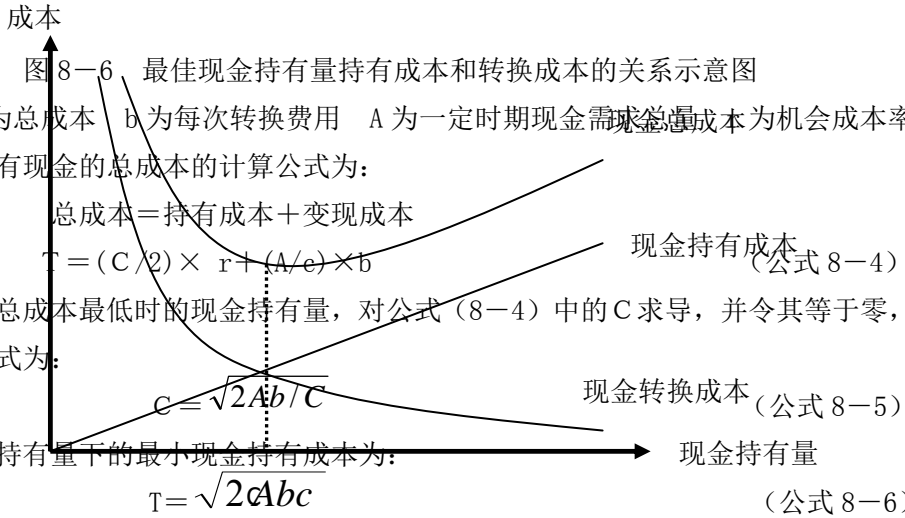 成本
图8-6 最佳现金持有量持有成本和转换成本的关系示意图
为总成本 b为每次转换费用 A为一定时期现金需求总量 r为机会成本率
现金总成本
有现金的总成本的计算公式为：
总成本＝持有成本＋变现成本
现金持有成本
T＝(C/2)× r＋(A/c)×b （公式8－4）
总成本最低时的现金持有量，对公式（8－4）中的C求导，并令其等于零，
式为：
现金转换成本
C＝√2Ab/C （公式8－5）
持有量下的最小现金持有成本为： 现金持有量
T＝√2Abc （公式8－6）